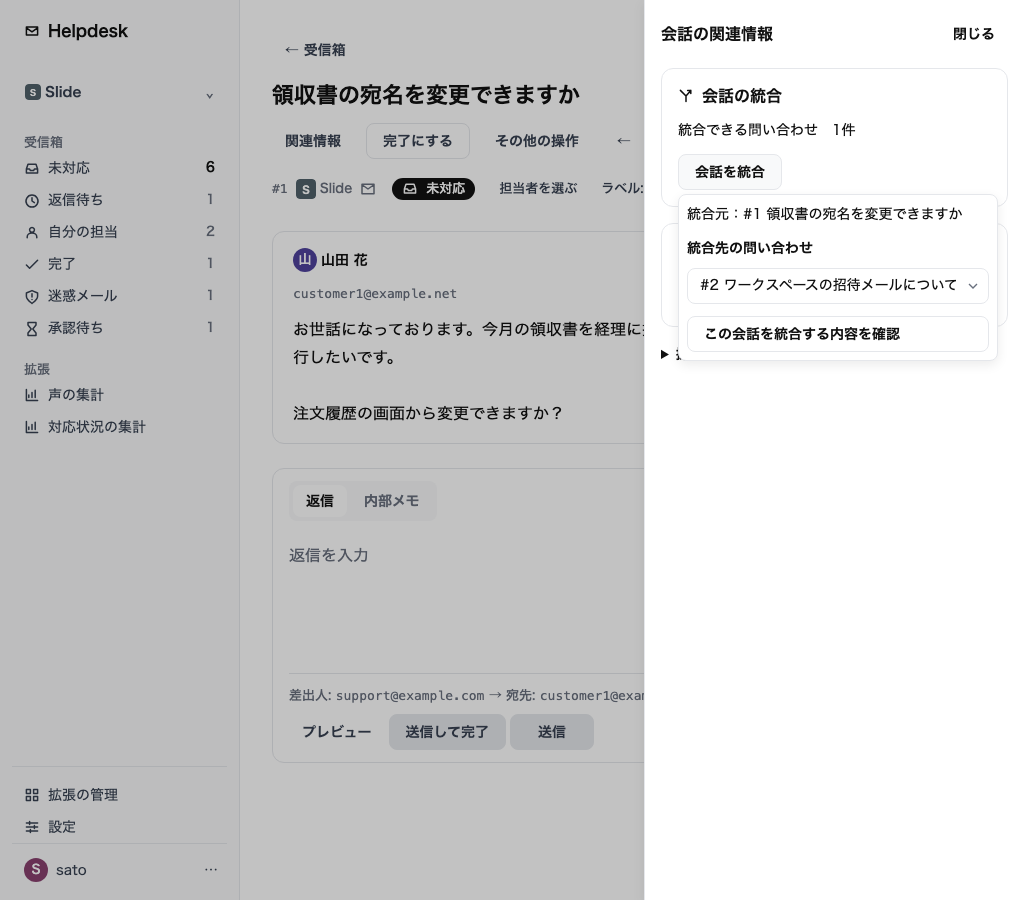 Helpdesk
S Slide
受信箱
未対応 6
返信待ち 1
自分の担当 2
完了 1
迷惑メール 1
承認待ち 1
拡張
声の集計
対応状況の集計
拡張の管理
設定
S sato ...
← 受信箱
領収書の宛名を変更できますか
関連情報 完了にする その他の操作 ←
#1 S Slide 未対応 担当者を選ぶ ラベル:
山 山田 花
customer1@example.net
お世話になっております。今月の領収書を経理に
行したいです。
注文履歴の画面から変更できますか？
返信 内部メモ
返信を入力
差出人: support@example.com → 宛先: customer1@exam
プレビュー 送信して完了 送信
会話の関連情報 閉じる
会話の統合
統合できる問い合わせ 1件
会話を統合
統合元：#1 領収書の宛名を変更できますか
統合先の問い合わせ
#2 ワークスペースの招待メールについて
この会話を統合する内容を確認